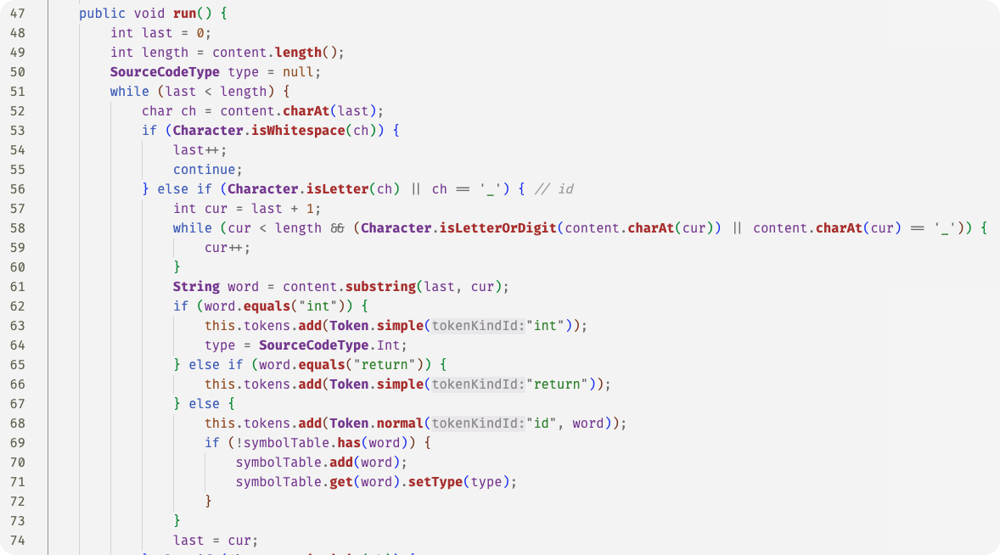 47 public void run() {
48 int last = 0;
49 int length = content.length();
50 SourceCodeType type = null;
51 while (last < length) {
52 char ch = content.charAt(last);
53 if (Character.isWhitespace(ch)) {
54 last++;
55 continue;
56 } else if (Character.isLetter(ch) || ch == '_') { // id
57 int cur = last + 1;
58 while (cur < length && (Character.isLetterOrDigit(content.charAt(cur)) || content.charAt(cur) == '_')) {
59 cur++;
60 }
61 String word = content.substring(last, cur);
62 if (word.equals("int")) {
63 this.tokens.add(Token.simple(tokenKindId:"int"));
64 type = SourceCodeType.Int;
65 } else if (word.equals("return")) {
66 this.tokens.add(Token.simple(tokenKindId:"return"));
67 } else {
68 this.tokens.add(Token.normal(tokenKindId:"id", word));
69 if (!symbolTable.has(word)) {
70 symbolTable.add(word);
71 symbolTable.get(word).setType(type);
72 }
73 }
74 last = cur;